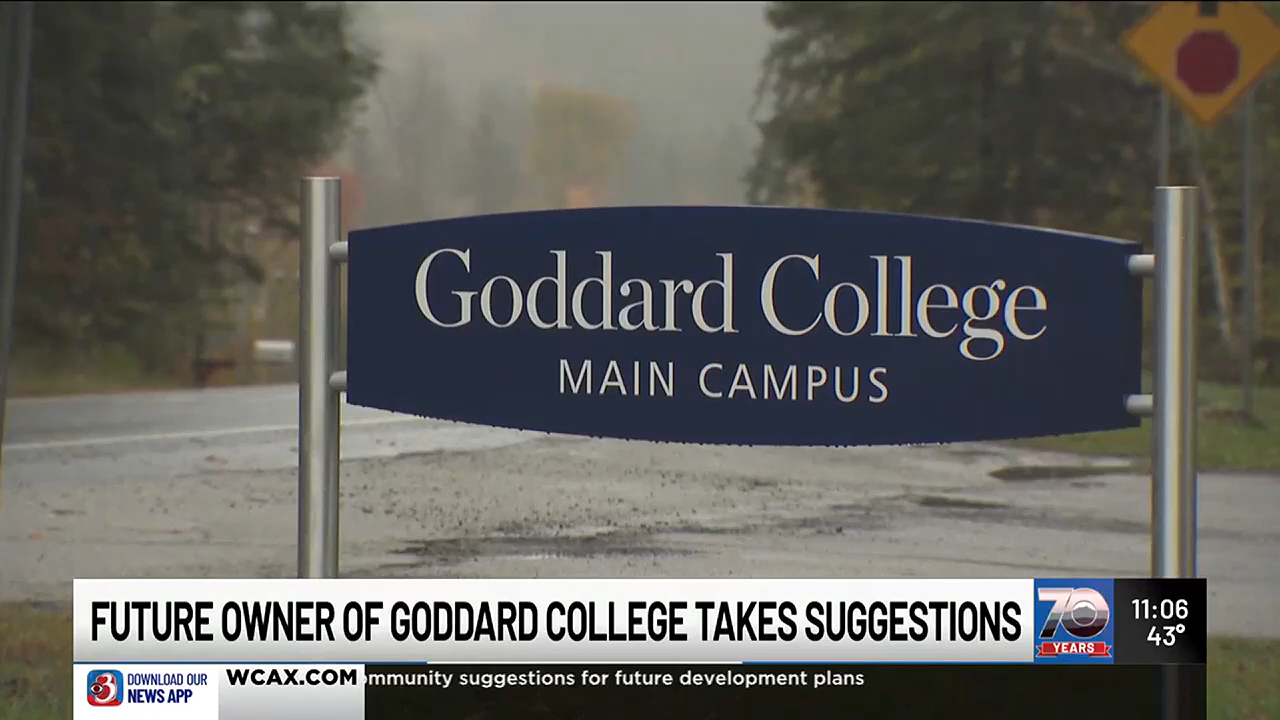 Goddard College
MAIN CAMPUS
FUTURE OWNER OF GODDARD COLLEGE TAKES SUGGESTIONS
70
YEARS
11:06
43°
3
DOWNLOAD OUR
NEWS APP
WCAX.COM
mmunity suggestions for future development plans